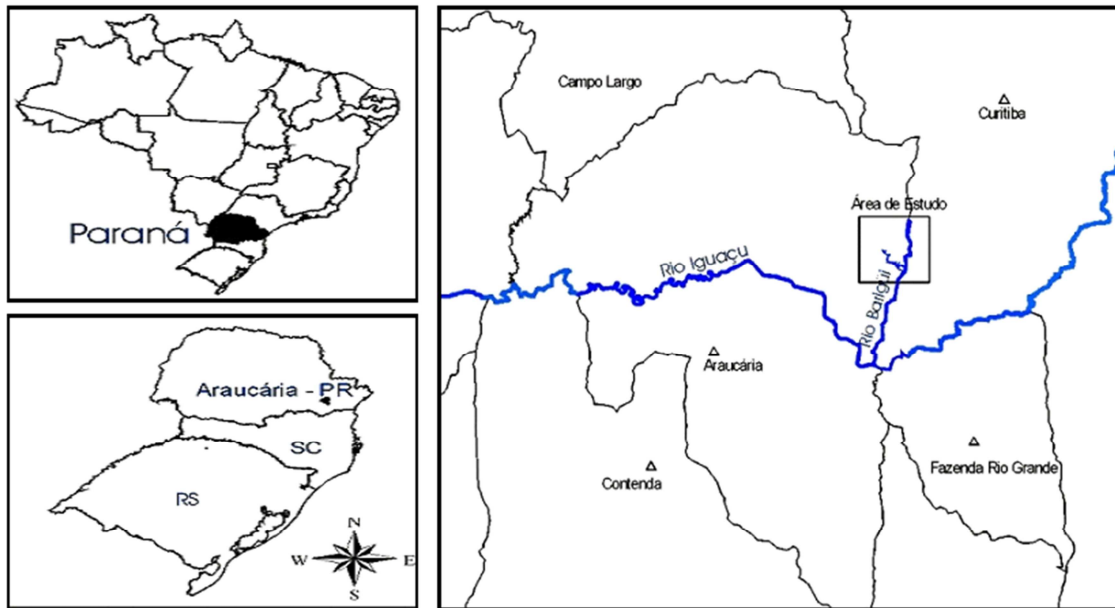 Paraná
Araucária - PR
SC
RS
N
W
E
S
Campo Largo
Curitiba
Área de Estudo
Rio Iguaçu
Rio Barigüi
Araucária
Contenda
Fazenda Rio Grande